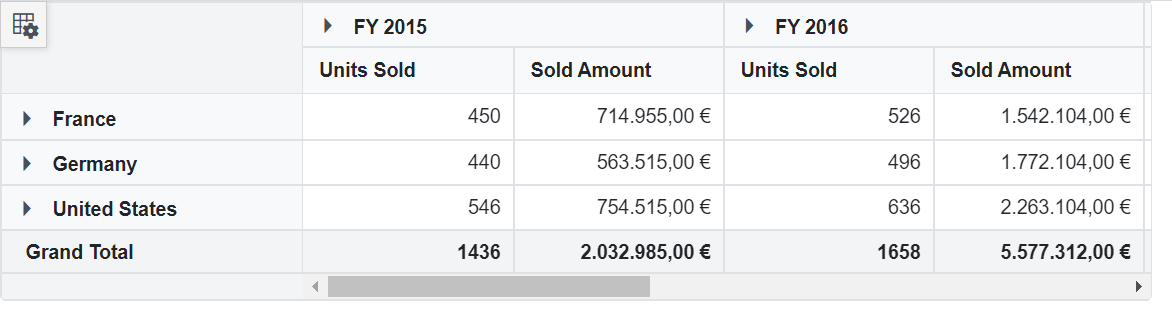 FY 2015 FY 2016
Units Sold Sold Amount Units Sold Sold Amount
France 450 714.955,00 € 526 1.542.104,00 €
Germany 440 563.515,00 € 496 1.772.104,00 €
United States 546 754.515,00 € 636 2.263.104,00 €
Grand Total 1436 2.032.985,00 € 1658 5.577.312,00 €